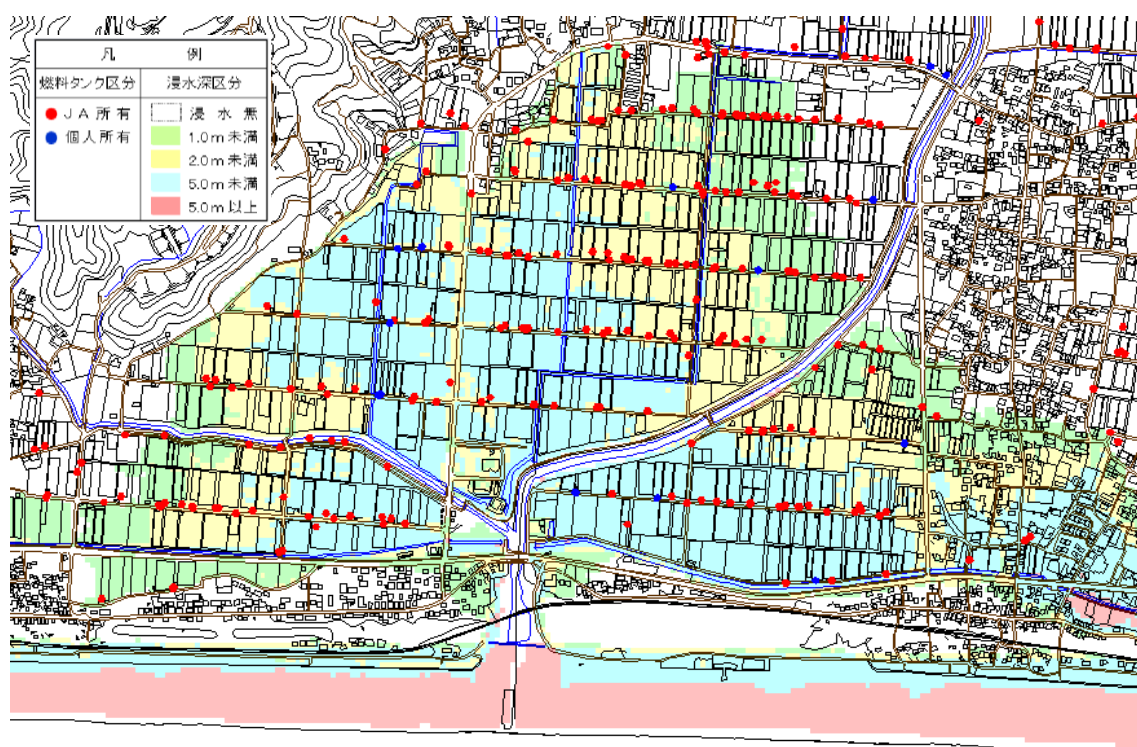 凡 例
燃料タンク区分 浸水深区分
ＪＡ所有 浸水無
個人所有 1.0m未満
2.0m未満
5.0m未満
5.0m以上